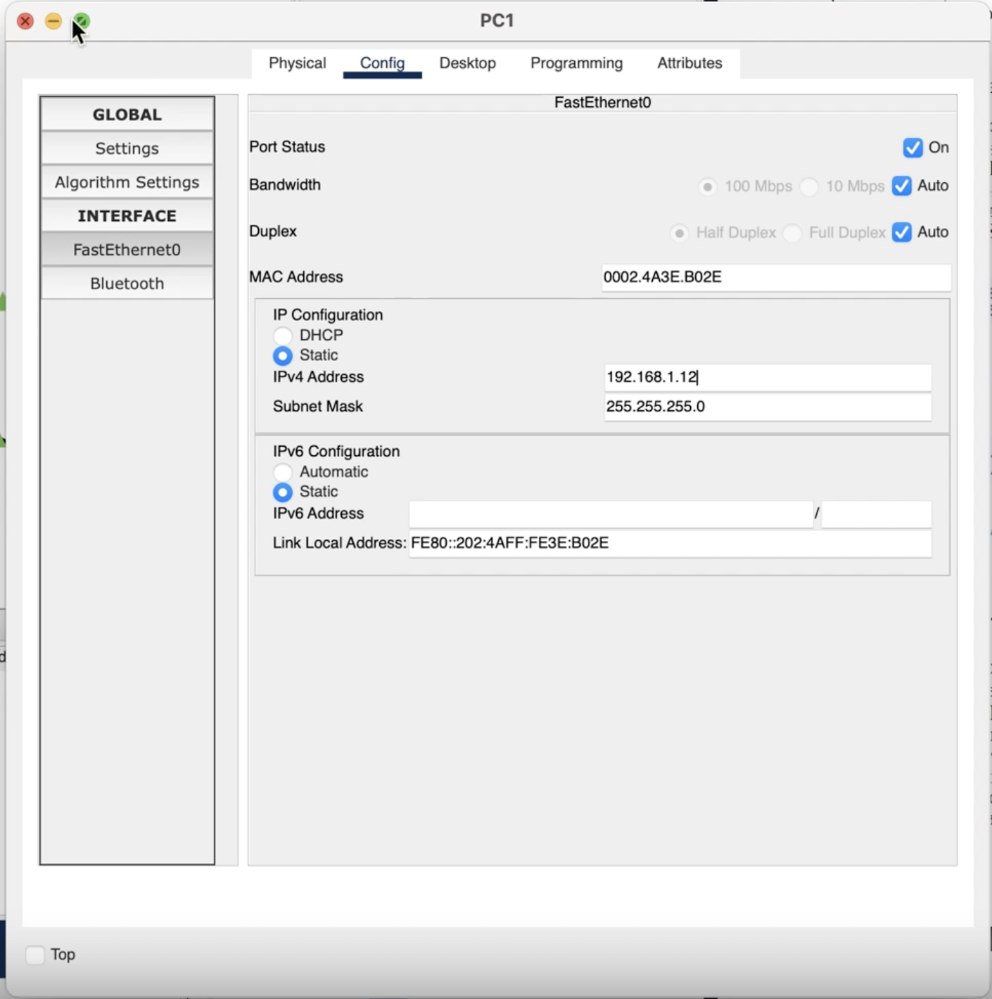 PC1
Physical Config Desktop Programming Attributes
GLOBAL
Settings
Algorithm Settings
INTERFACE
FastEthernet0
Bluetooth
FastEthernet0
Port Status On
Bandwidth 100 Mbps 10 Mbps Auto
Duplex Half Duplex Full Duplex Auto
MAC Address 0002.4A3E.B02E
IP Configuration
DHCP
Static
IPv4 Address 192.168.1.12
Subnet Mask 255.255.255.0
IPv6 Configuration
Automatic
Static
IPv6 Address /
Link Local Address: FE80::202:4AFF:FE3E:B02E
Top